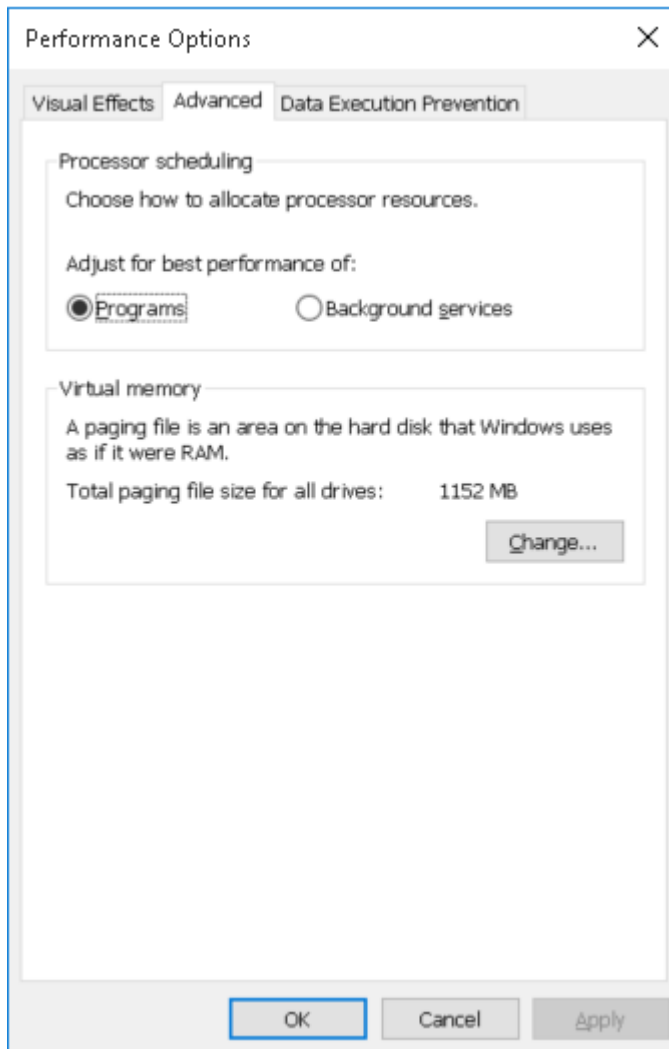 Performance Options
Visual Effects Advanced Data Execution Prevention
Processor scheduling
Choose how to allocate processor resources.
Adjust for best performance of:
Programs Background services
Virtual memory
A paging file is an area on the hard disk that Windows uses
as if it were RAM.
Total paging file size for all drives: 1152 MB
Change...
OK Cancel Apply